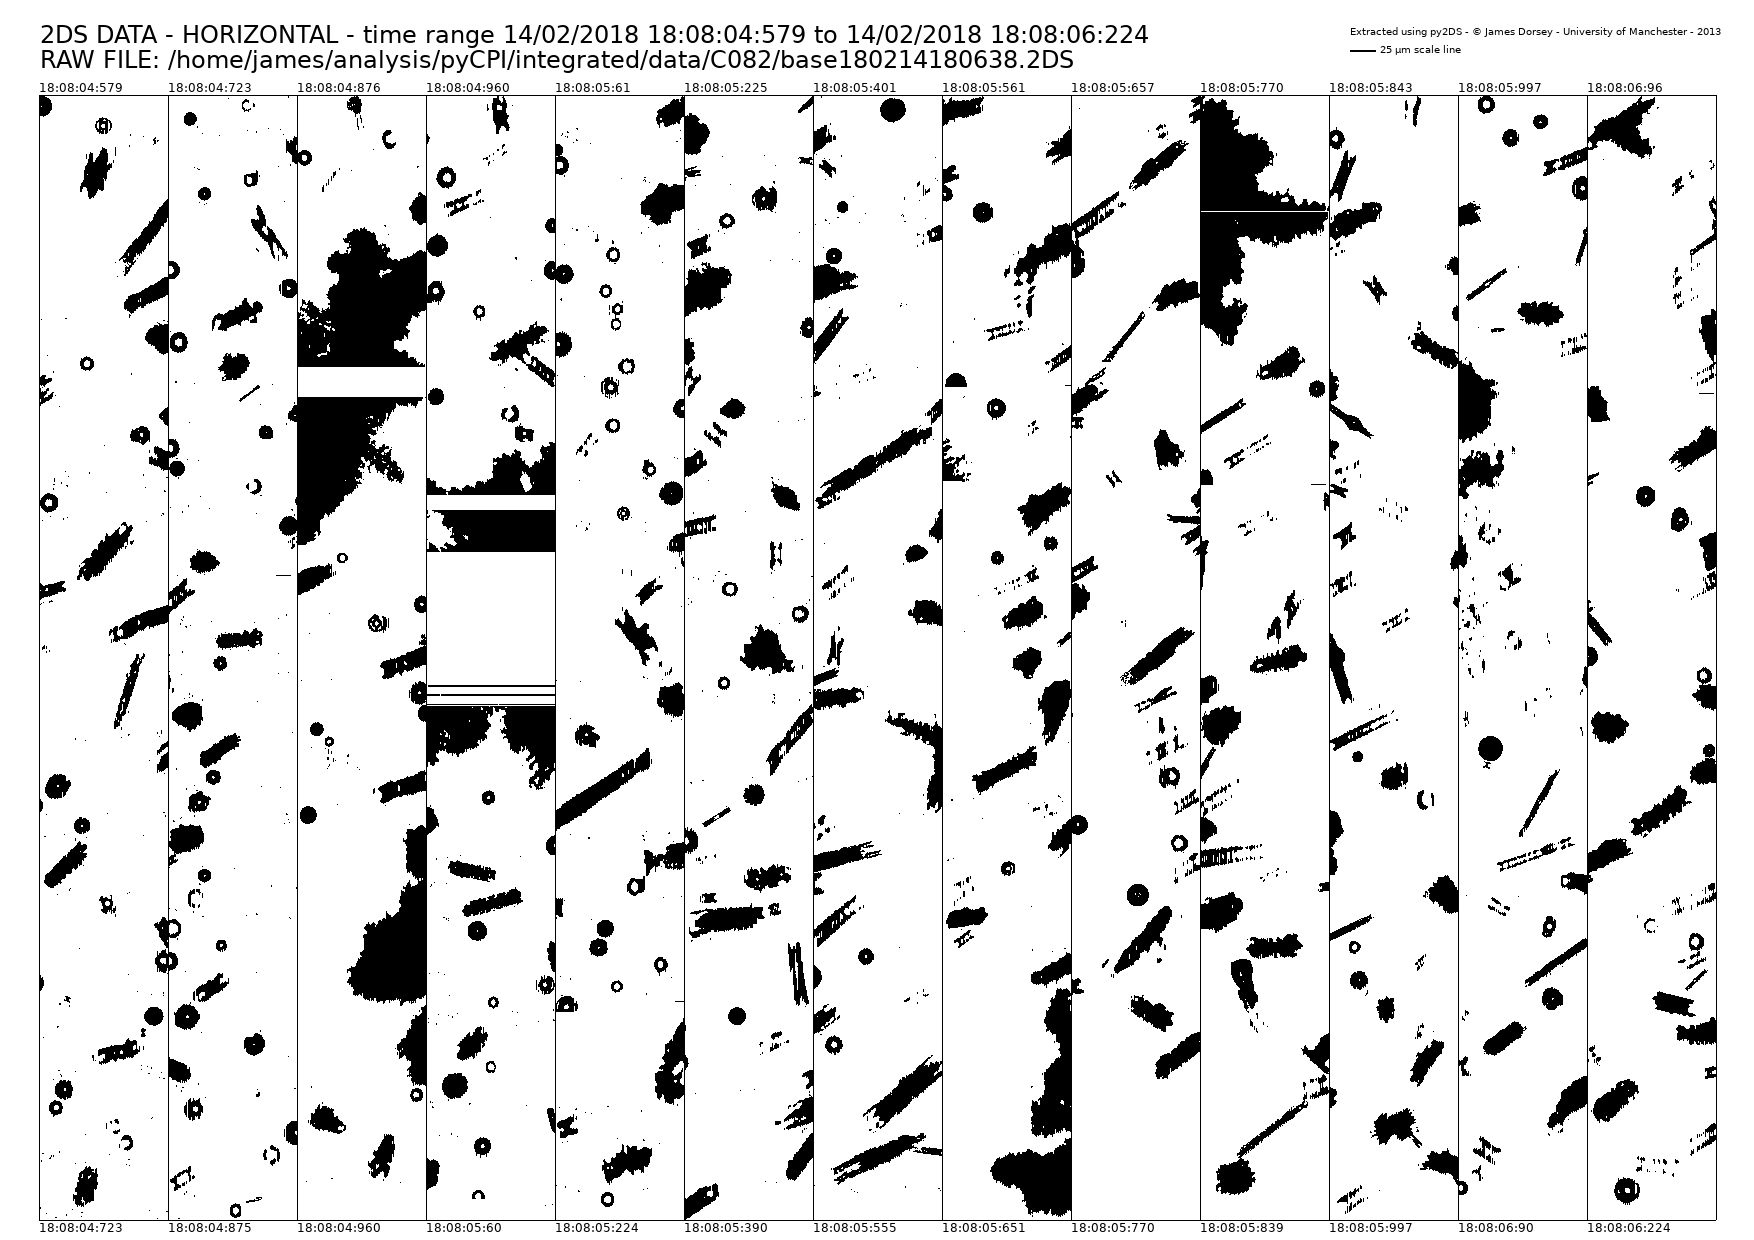 2DS DATA - HORIZONTAL - time range 14/02/2018 18:08:04:579 to 14/02/2018 18:08:06:224
RAW FILE: /home/james/analysis/pyCPI/integrated/data/C082/base180214180638.2DS
Extracted using py2DS - © James Dorsey - University of Manchester - 2013
25 µm scale line
18:08:04:579 18:08:04:723 18:08:04:876 18:08:04:960 18:08:05:61 18:08:05:225 18:08:05:401 18:08:05:561 18:08:05:657 18:08:05:770 18:08:05:843 18:08:05:997 18:08:06:96
18:08:04:723 18:08:04:875 18:08:04:960 18:08:05:60 18:08:05:224 18:08:05:390 18:08:05:555 18:08:05:651 18:08:05:770 18:08:05:839 18:08:05:997 18:08:06:90 18:08:06:224